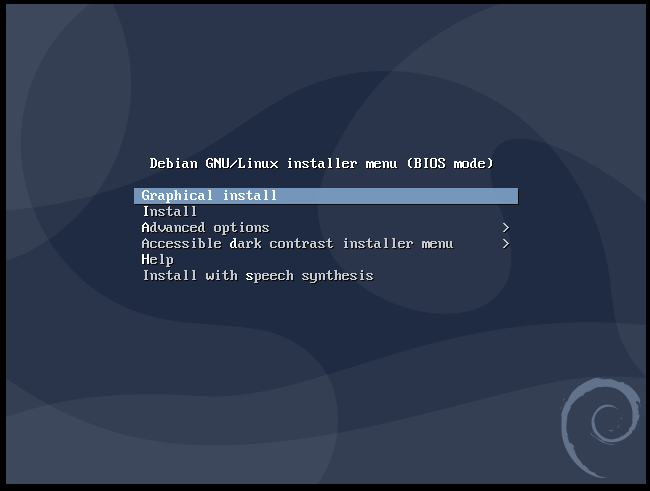 Debian GNU/Linux installer menu (BIOS mode)
Graphical install
Install
Advanced options >
Accessible dark contrast installer menu >
Help
Install with speech synthesis